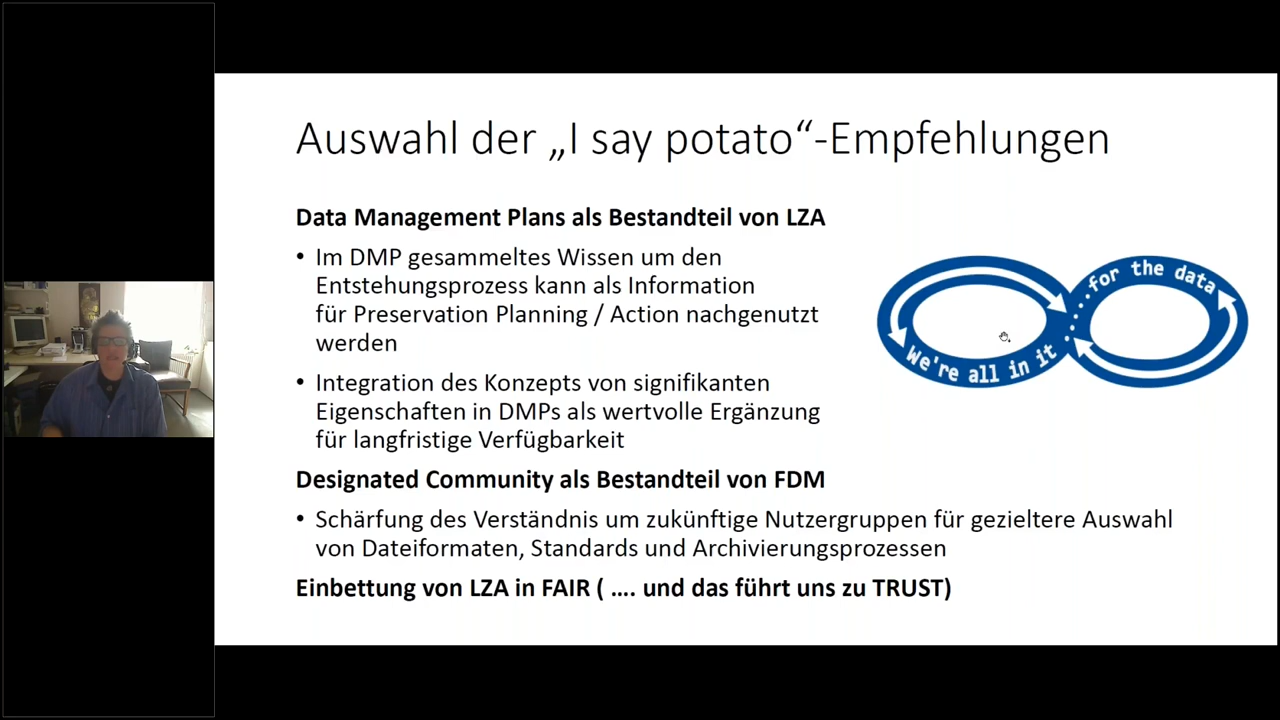 Auswahl der „I say potato“-Empfehlungen
Data Management Plans als Bestandteil von LZA
• Im DMP gesammeltes Wissen um den
Entstehungsprozess kann als Information
für Preservation Planning / Action nachgenutzt
werden
• Integration des Konzepts von signifikanten
Eigenschaften in DMPs als wertvolle Ergänzung
für langfristige Verfügbarkeit
We're all in it
for the data
Designated Community als Bestandteil von FDM
• Schärfung des Verständnis um zukünftige Nutzergruppen für gezieltere Auswahl
von Dateiformaten, Standards und Archivierungsprozessen
Einbettung von LZA in FAIR ( …. und das führt uns zu TRUST)